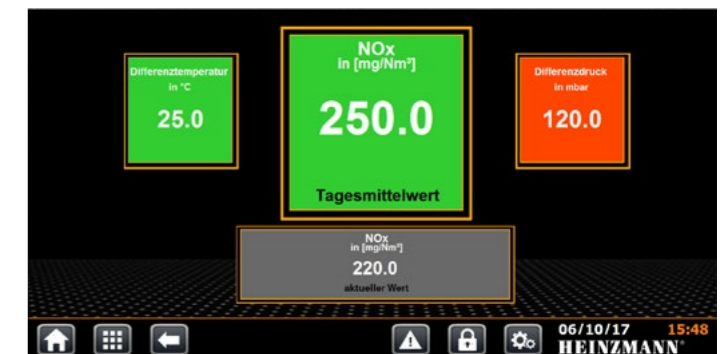 Differenztemperatur
in °C
25.0
NOx
in [mg/Nm³]
250.0
Tagesmittelwert
Differenzdruck
in mbar
120.0
NOx
in [mg/Nm³]
220.0
aktueller Wert
06/10/17 15:48
HEINZMANN®